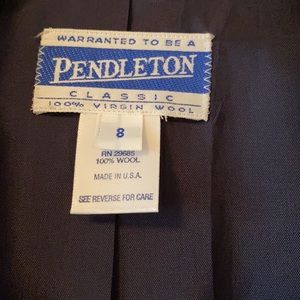 WARRANTED TO BE A
PENDLETON
CLASSIC
100% VIRGIN WOOL
8
RN 29685
100% WOOL
MADE IN U.S.A.
SEE REVERSE FOR CARE